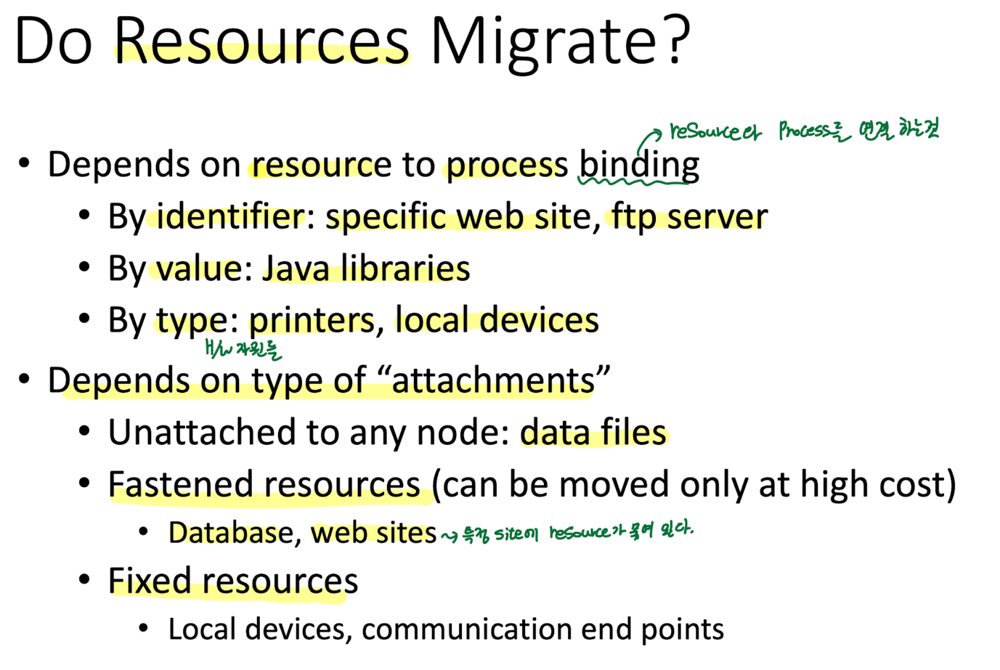 Do Resources Migrate?
resource와 Process를 연결 하는것
• Depends on resource to process binding
• By identifier: specific web site, ftp server
• By value: Java libraries
• By type: printers, local devices
H/W 자원들
• Depends on type of “attachments”
• Unattached to any node: data files
• Fastened resources (can be moved only at high cost)
• Database, web sites ~> 특정 site에 resource가 묶여 있다.
• Fixed resources
• Local devices, communication end points